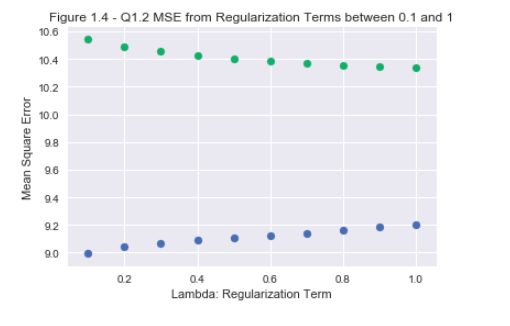 Figure 1.4 - Q1.2 MSE from Regularization Terms between 0.1 and 1
10.6
10.4
10.2
10.0
9.8
9.6
9.4
9.2
9.0
Mean Square Error
0.2 0.4 0.6 0.8 1.0
Lambda: Regularization Term